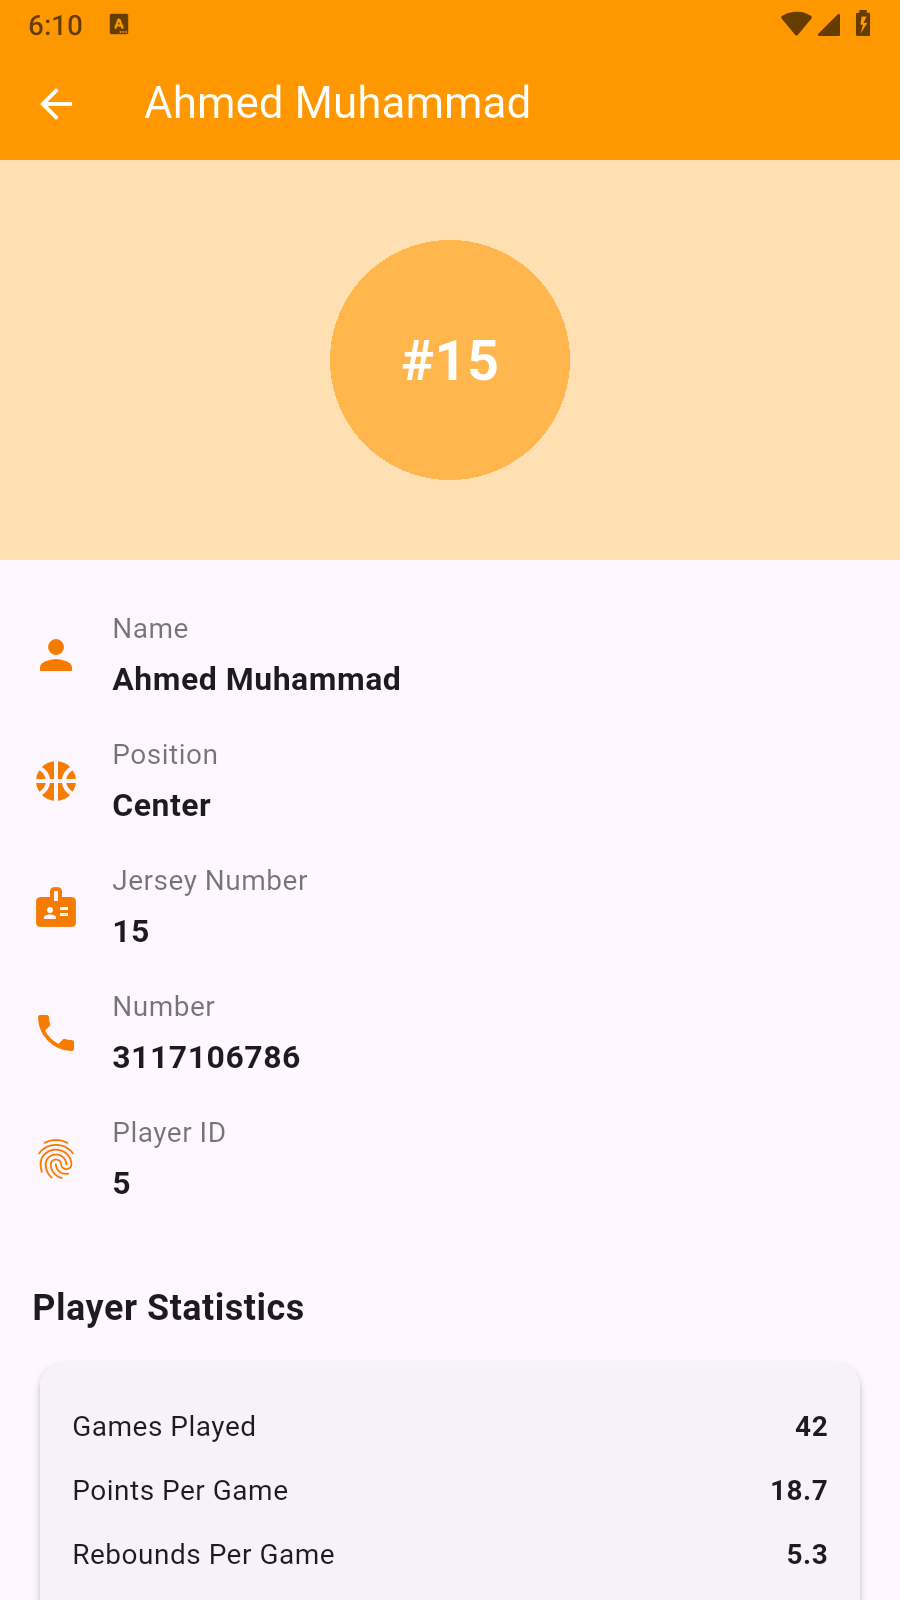 6:10
A
Ahmed Muhammad
#15
Name
Ahmed Muhammad
Position
Center
Jersey Number
15
Number
3117106786
Player ID
5
Player Statistics
Games Played 42
Points Per Game 18.7
Rebounds Per Game 5.3